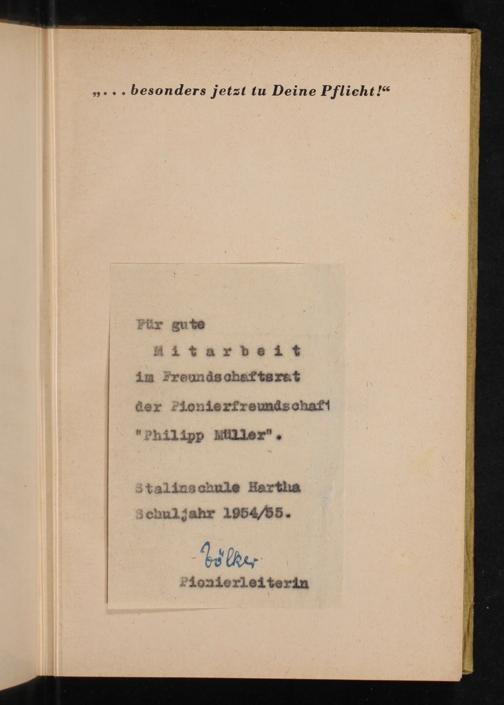 „... besonders jetzt tu Deine Pflicht!“
Für gute
M i t a r b e i t
im Freundschaftsrat
der Pionierfreundschaft
"Philipp Müller".
Stalinschule Hartha
Schuljahr 1954/55.
Völker
Pionierleiterin